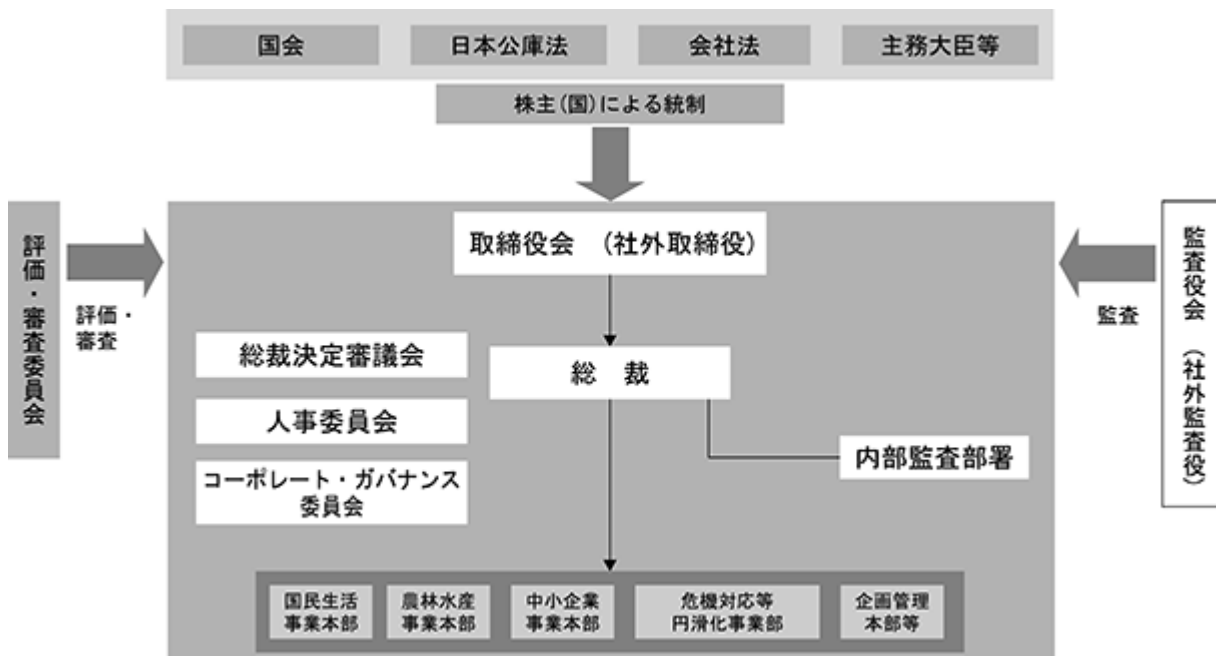 国会
日本公庫法
会社法
主務大臣等
株主(国)による統制
評価・審査委員会
評価・
審査
取締役会 (社外取締役)
監査役会 (社外監査役)
監査
総裁決定審議会
総 裁
人事委員会
コーポレート・ガバナンス
委員会
内部監査部署
国民生活
事業本部
農林水産
事業本部
中小企業
事業本部
危機対応等
円滑化事業部
企画管理
本部等